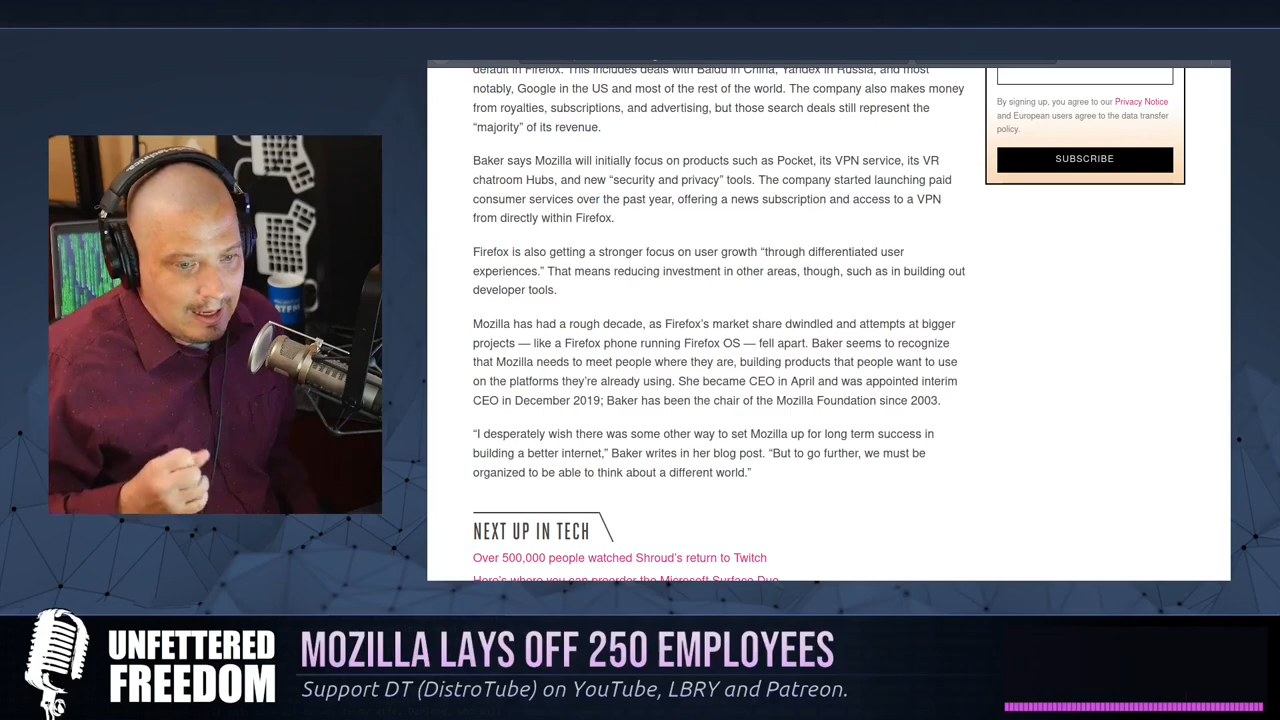 default in Firefox. This includes deals with Baidu in China, Yandex in Russia, and most
notably, Google in the US and most of the rest of the world. The company also makes money
from royalties, subscriptions, and advertising, but those search deals still represent the
“majority” of its revenue.
Baker says Mozilla will initially focus on products such as Pocket, its VPN service, its VR
chatroom Hubs, and new “security and privacy” tools. The company started launching paid
consumer services over the past year, offering a news subscription and access to a VPN
from directly within Firefox.
Firefox is also getting a stronger focus on user growth “through differentiated user
experiences.” That means reducing investment in other areas, though, such as in building out
developer tools.
Mozilla has had a rough decade, as Firefox’s market share dwindled and attempts at bigger
projects — like a Firefox phone running Firefox OS — fell apart. Baker seems to recognize
that Mozilla needs to meet people where they are, building products that people want to use
on the platforms they’re already using. She became CEO in April and was appointed interim
CEO in December 2019; Baker has been the chair of the Mozilla Foundation since 2003.
“I desperately wish there was some other way to set Mozilla up for long term success in
building a better internet,” Baker writes in her blog post. “But to go further, we must be
organized to be able to think about a different world.”
NEXT UP IN TECH
Over 500,000 people watched Shroud’s return to Twitch
Here’s where you can preorder the Microsoft Surface Duo
By signing up, you agree to our Privacy Notice
and European users agree to the data transfer
policy.
SUBSCRIBE
UNFETTERED
FREEDOM
MOZILLA LAYS OFF 250 EMPLOYEES
Support DT (DistroTube) on YouTube, LBRY and Patreon.